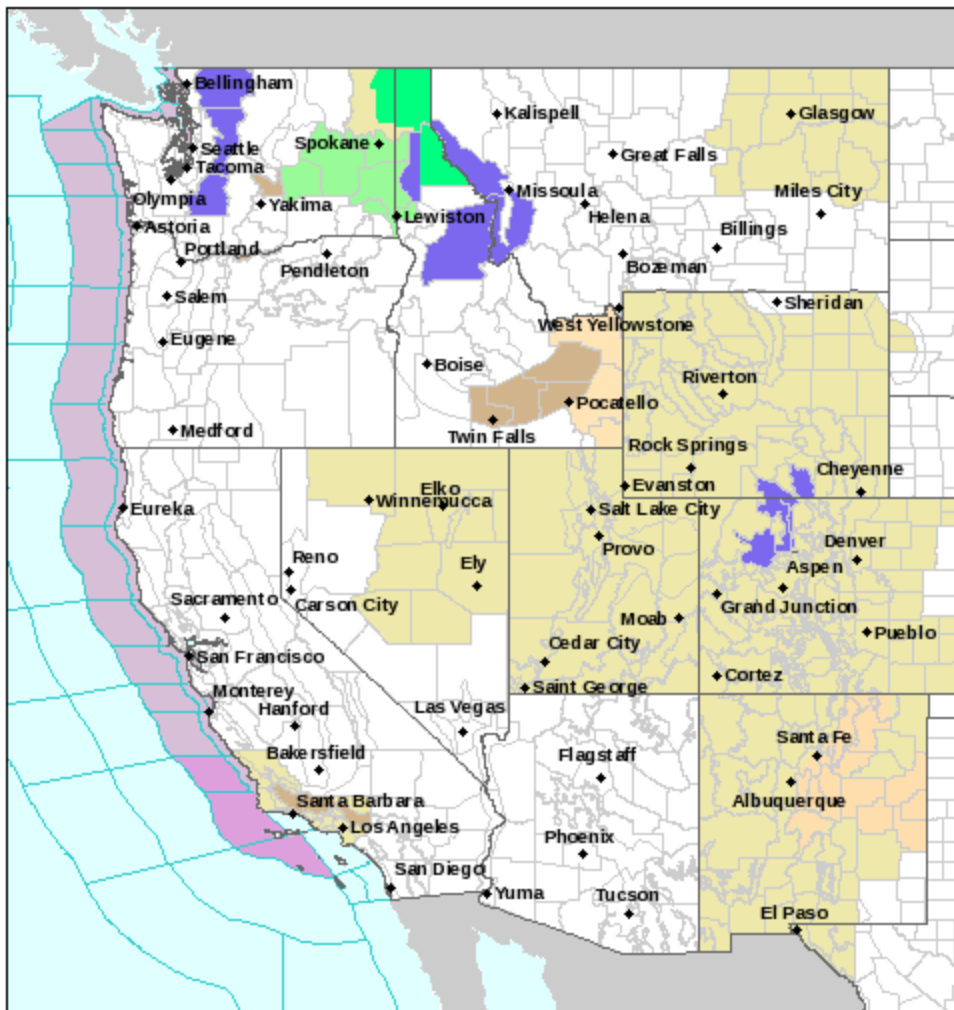 Bellingham
Kalispell
Glasgow
Spokane
Seattle
Great Falls
Tacoma
Missoula
Miles City
Olympia
Yakima
Lewiston
Helena
Astoria
Billings
Portland
Pendleton
Bozeman
Salem
Sheridan
West Yellowstone
Eugene
Boise
Riverton
Pocatello
Medford
Twin Falls
Rock Springs
Cheyenne
Evanston
Elko
Winnemucca
Eureka
Salt Lake City
Denver
Provo
Reno
Ely
Aspen
Sacramento
Carson City
Grand Junction
Moab
Pueblo
Cedar City
San Francisco
Cortez
Saint George
Monterey
Hanford
Las Vegas
Santa Fe
Bakersfield
Flagstaff
Santa Barbara
Albuquerque
Los Angeles
Phoenix
San Diego
Yuma
Tucson
El Paso